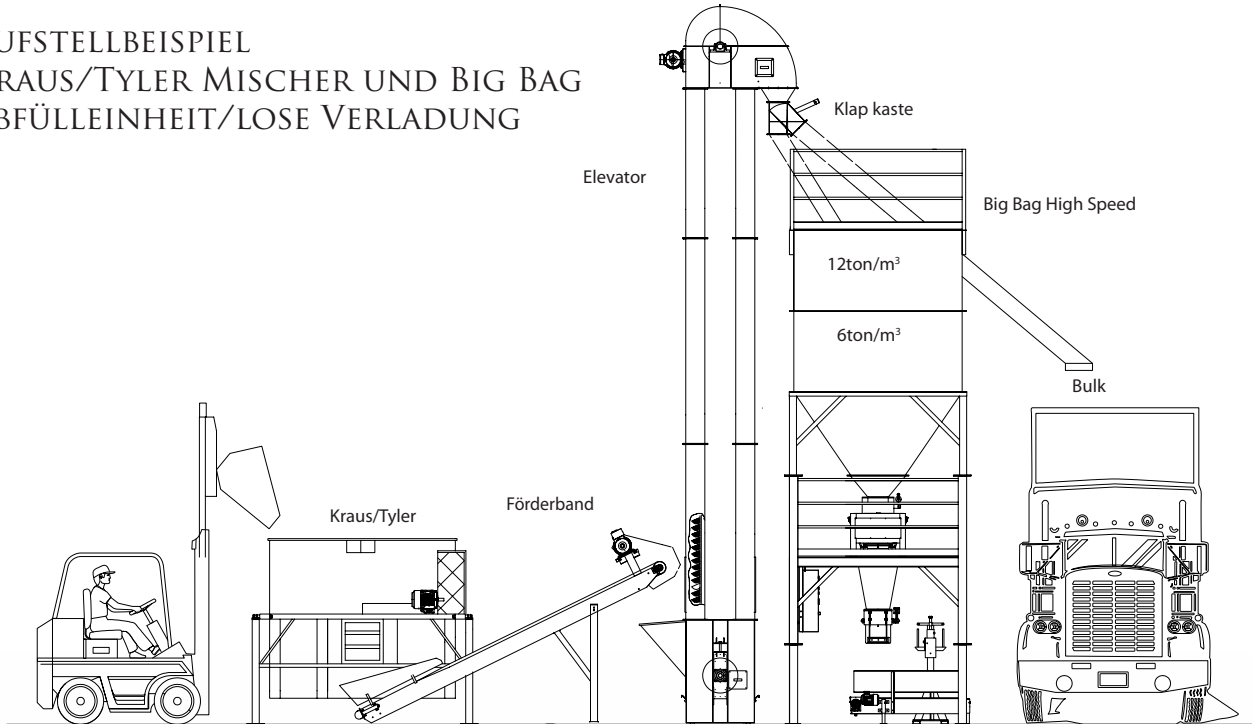 UFSTELLBEISPIEL
RAUS/TYLER MISCHER UND BIG BAG
BFÜLLEINHEIT/LOSE VERLADUNG
Klap kaste
Elevator
Big Bag High Speed
12ton/m³
6ton/m³
Bulk
Förderband
Kraus/Tyler